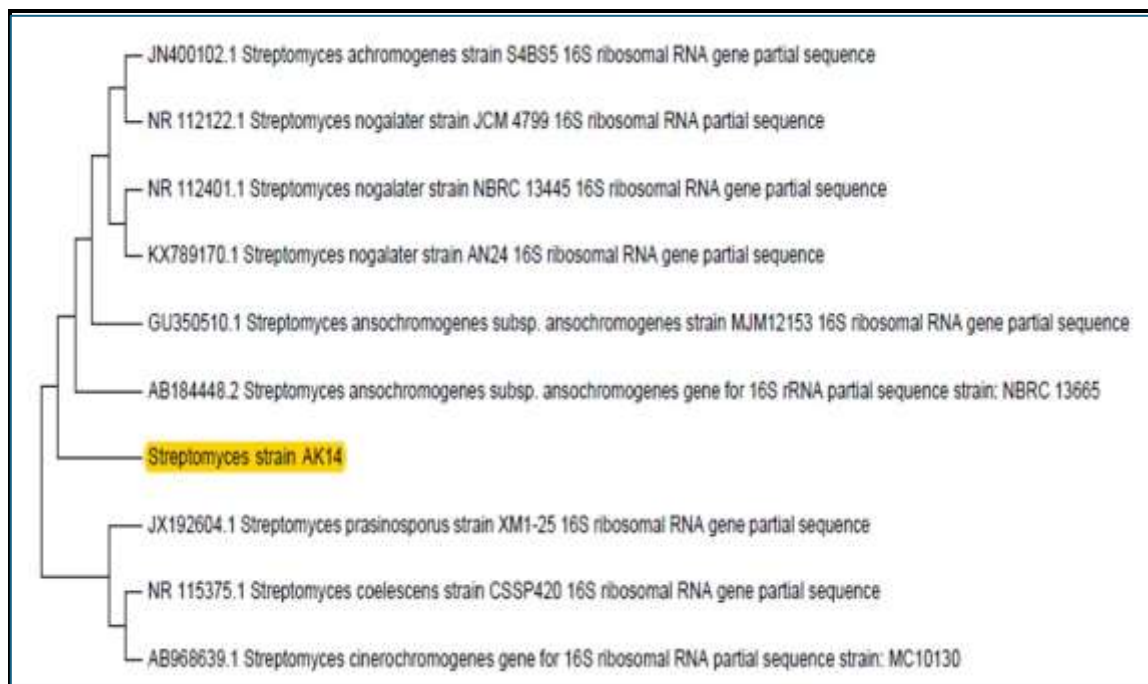 JN400102.1 Streptomyces achromogenes strain S4BS5 16S ribosomal RNA gene partial sequence
NR 112122.1 Streptomyces nogalater strain JCM 4799 16S ribosomal RNA partial sequence
NR 112401.1 Streptomyces nogalater strain NBRC 13445 16S ribosomal RNA gene partial sequence
KX789170.1 Streptomyces nogalater strain AN24 16S ribosomal RNA gene partial sequence
GU350510.1 Streptomyces ansochromogenes subsp. ansochromogenes strain MJM12153 16S ribosomal RNA gene partial sequence
AB184448.2 Streptomyces ansochromogenes subsp. ansochromogenes gene for 16S rRNA partial sequence strain: NBRC 13665
Streptomyces strain AK14
JX192604.1 Streptomyces prasinosporus strain XM1-25 16S ribosomal RNA gene partial sequence
NR 115375.1 Streptomyces coelescens strain CSSP420 16S ribosomal RNA gene partial sequence
AB968639.1 Streptomyces cinerochromogenes gene for 16S ribosomal RNA partial sequence strain: MC10130